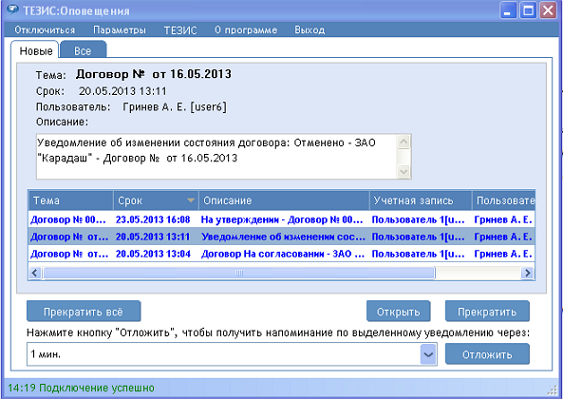 ТЕЗИС:Оповещения
Отключиться Параметры ТЕЗИС О программе Выход
Новые Все
Тема: Договор № от 16.05.2013
Срок: 20.05.2013 13:11
Пользователь: Гринев А. Е. [user6]
Описание:
Уведомление об изменении состояния договора: Отменено - ЗАО
"Карадаш" - Договор № от 16.05.2013
Тема Срок Описание Учетная запись Пользовате
Договор № 00... 23.05.2013 16:08 На утверждении - Договор № 00... Пользователь 1[u... Гринев А. Е.
Договор № от... 20.05.2013 13:11 Уведомление об изменении сос... Пользователь 1[u... Гринев А. Е.
Договор № от... 20.05.2013 13:04 Договор На согласовании - ЗАО ... Пользователь 1[u... Гринев А. Е.
Прекратить всё Открыть Прекратить
Нажмите кнопку "Отложить", чтобы получить напоминание по выделенному уведомлению через:
1 мин. Отложить
14:19 Подключение успешно